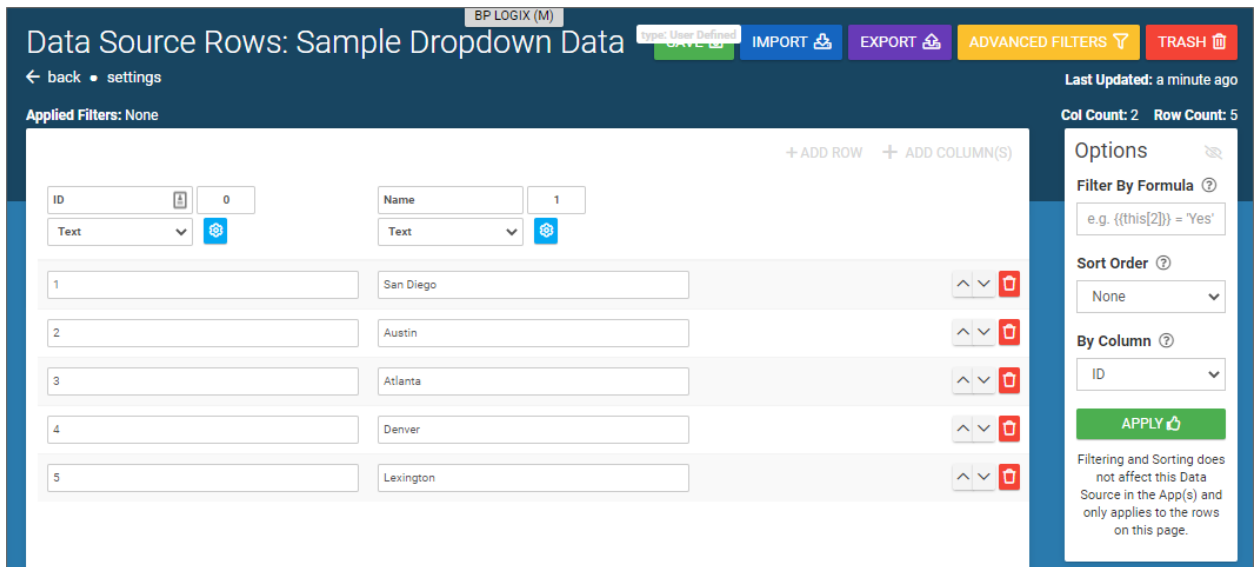 BP LOGIX (M)
Data Source Rows: Sample Dropdown Data
type: User Defined
SAVE
IMPORT
EXPORT
ADVANCED FILTERS
TRASH
back • settings
Last Updated: a minute ago
Applied Filters: None
Col Count: 2 Row Count: 5
+ ADD ROW + ADD COLUMN(S)
ID 0 Name 1
Text Text
1 San Diego
2 Austin
3 Atlanta
4 Denver
5 Lexington
Options
Filter By Formula ?
e.g. {{this[2]}} = 'Yes'
Sort Order ?
None
By Column ?
ID
APPLY
Filtering and Sorting does
not affect this Data
Source in the App(s) and
only applies to the rows
on this page.